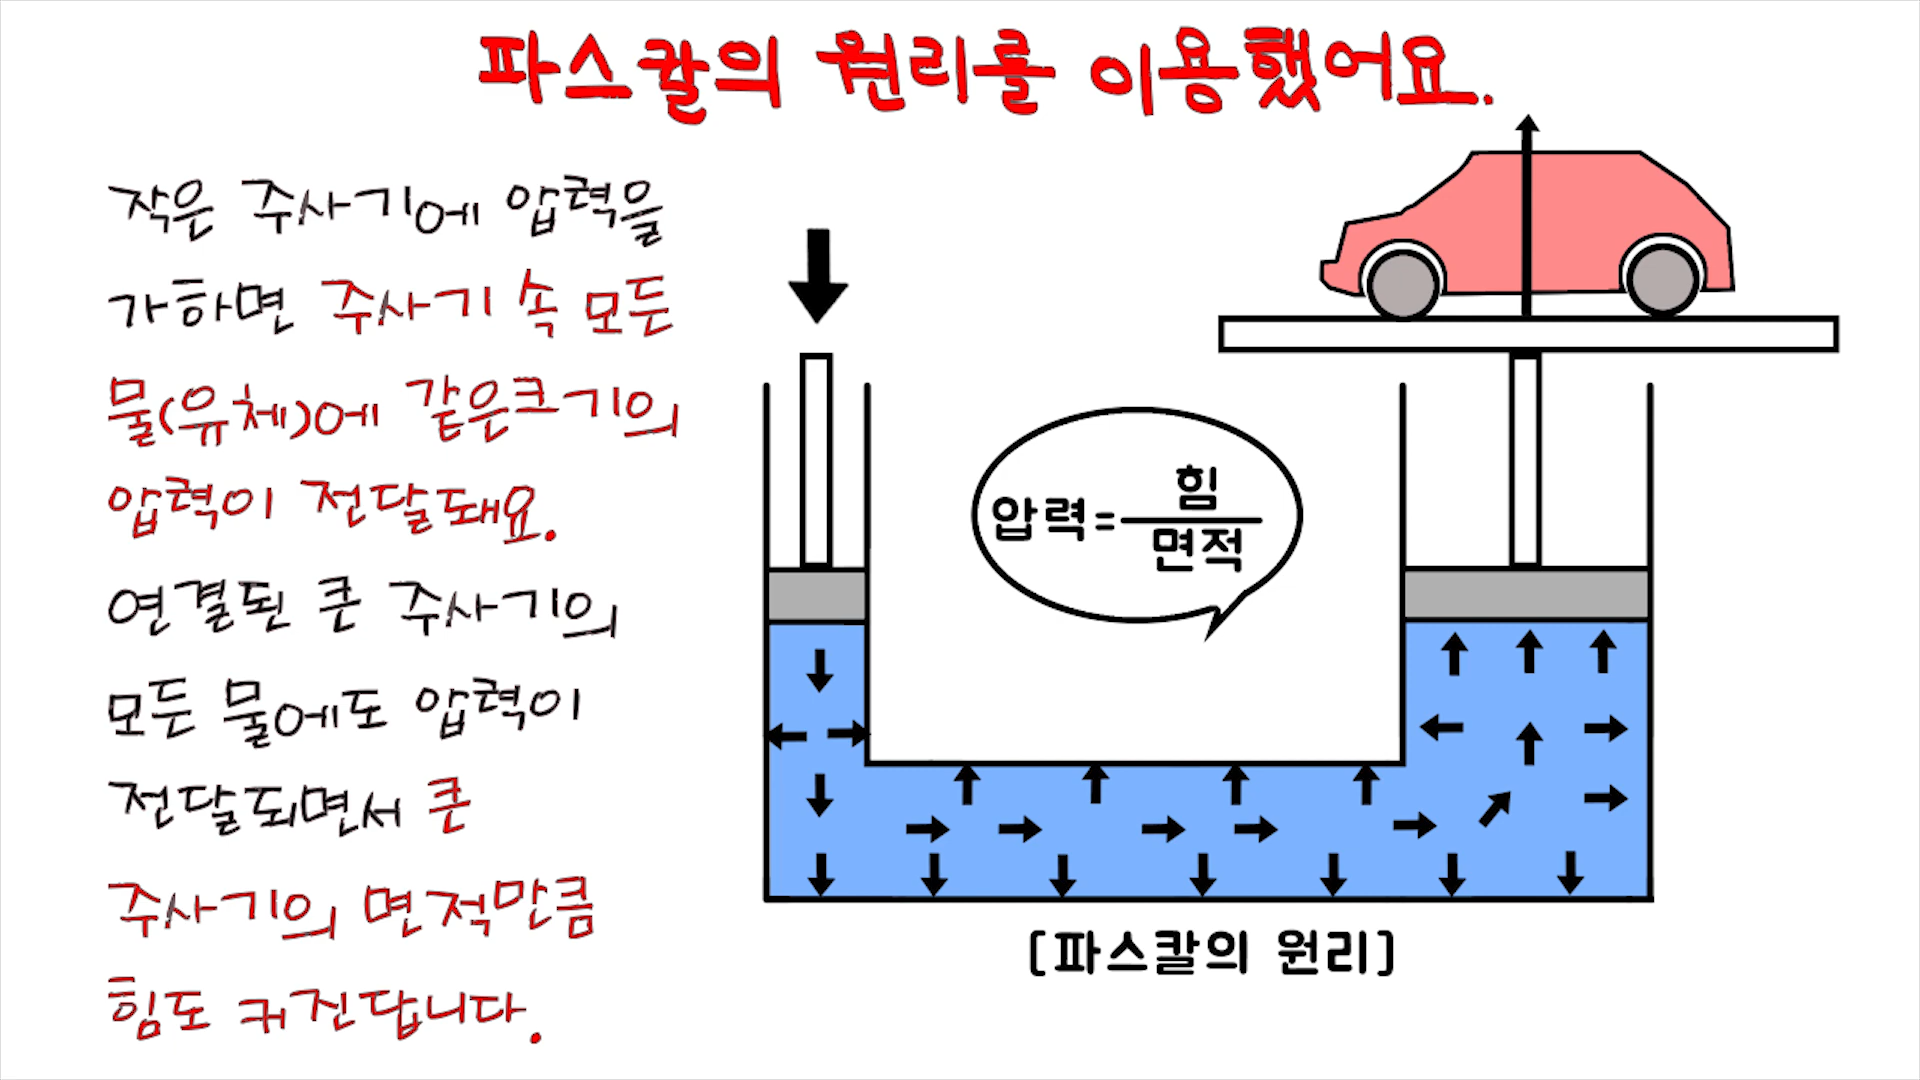 파스칼의 원리를 이용했어요.
작은 주사기에 압력을
가하면 주사기 속 모든
물(유체)에 같은크기의
압력이 전달돼요.
연결된 큰 주사기의
모든 물에도 압력이
전달되면서 큰
주사기의 면적만큼
힘도 커진답니다.
압력=힘/면적
[파스칼의 원리]